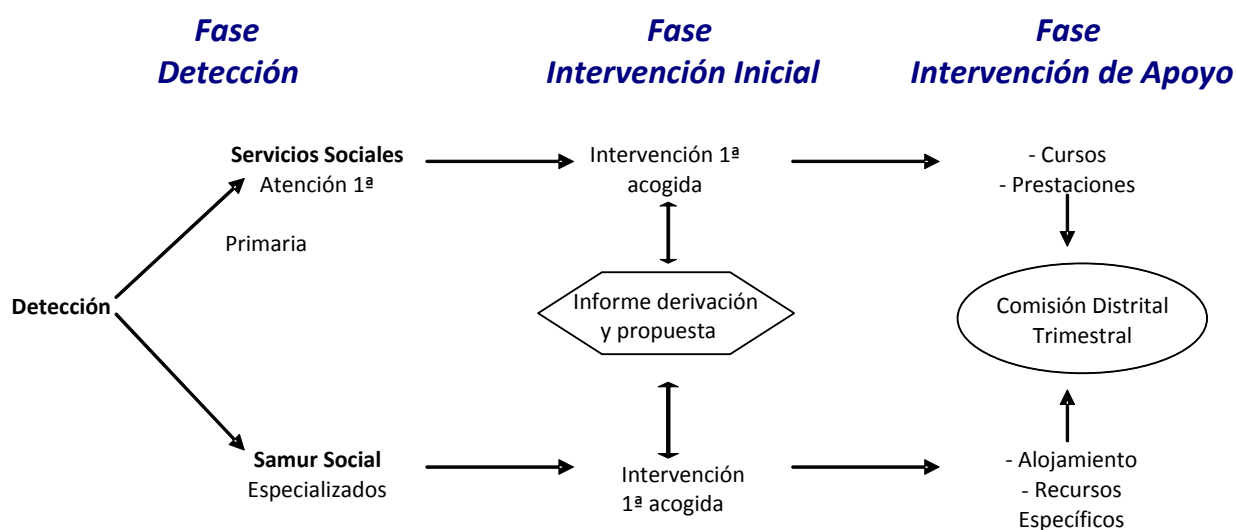 Fase
Detección
Fase
Intervención Inicial
Fase
Intervención de Apoyo
Servicios Sociales
Atención 1ª
Primaria
Intervención 1ª
acogida
- Cursos
- Prestaciones
Detección
Informe derivación
y propuesta
Comisión Distrital
Trimestral
Samur Social
Especializados
Intervención
1ª acogida
- Alojamiento
- Recursos
Específicos